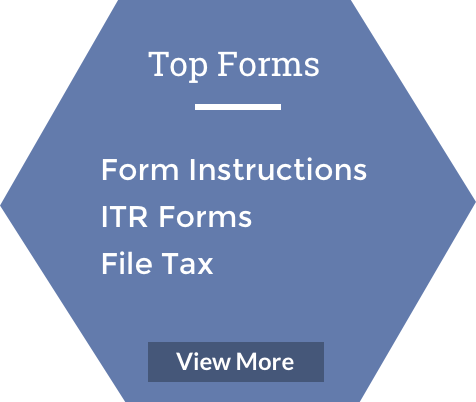 Top Forms
Form Instructions
ITR Forms
File Tax
View More